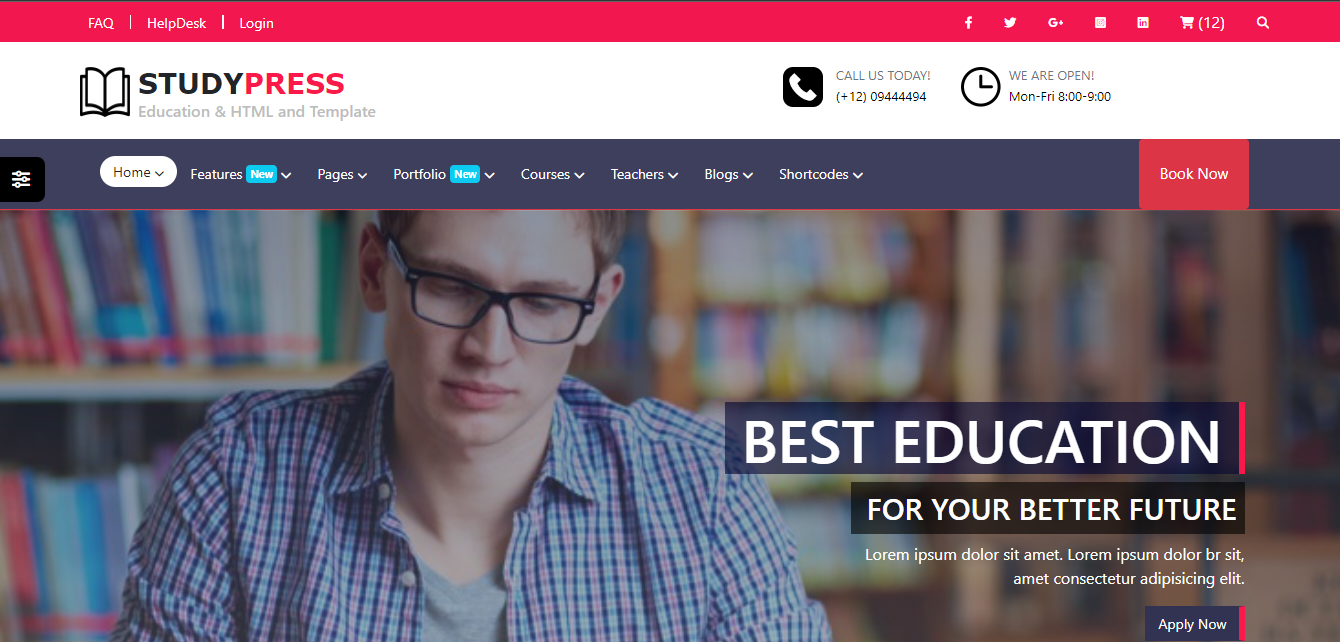 FAQ | HelpDesk | Login
(12)
STUDYPRESS
Education & HTML and Template
CALL US TODAY!
(+12) 09444494
WE ARE OPEN!
Mon-Fri 8:00-9:00
Home Features New Pages Portfolio New Courses Teachers Blogs Shortcodes Book Now
BEST EDUCATION
FOR YOUR BETTER FUTURE
Lorem ipsum dolor sit amet. Lorem ipsum dolor br sit,
amet consectetur adipisicing elit.
Apply Now